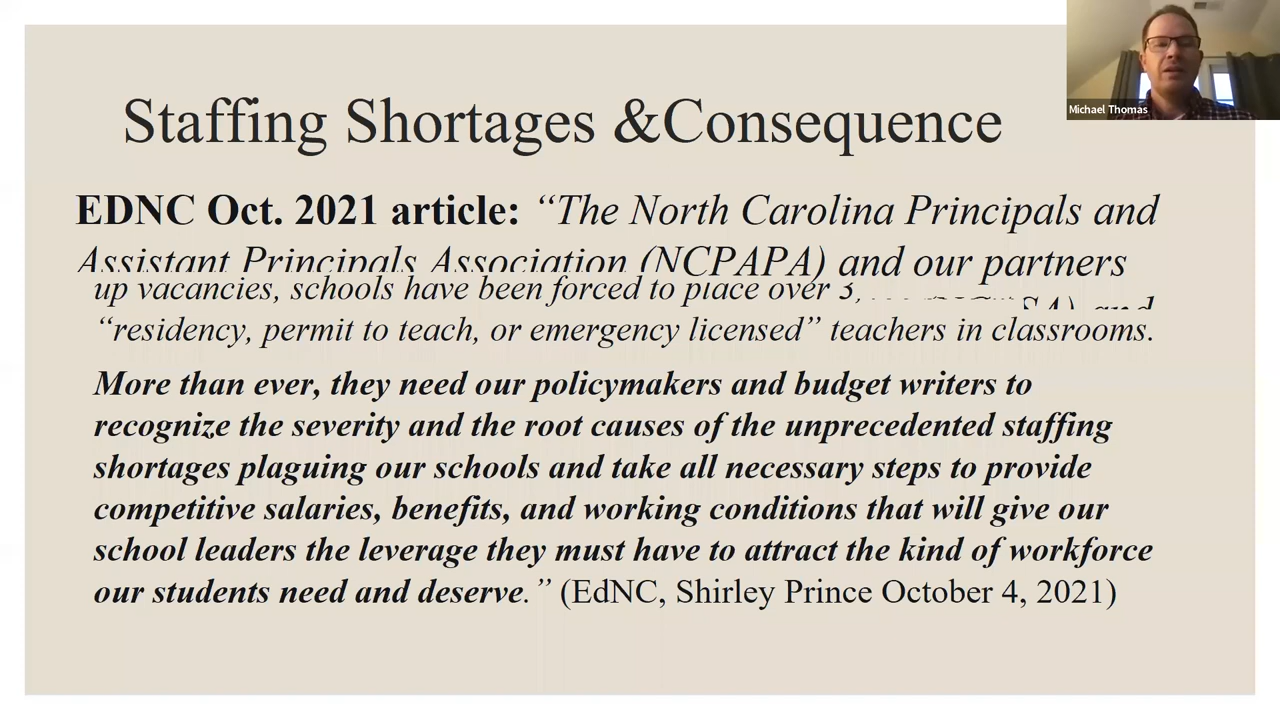 Michael Thomas
Staffing Shortages &Consequence
EDNC Oct. 2021 article: “The North Carolina Principals and
Assistant Principals Association (NCPAPA) and our partners
up vacancies, schools have been forced to place over 3,
and
“residency, permit to teach, or emergency licensed” teachers in classrooms.
More than ever, they need our policymakers and budget writers to
recognize the severity and the root causes of the unprecedented staffing
shortages plaguing our schools and take all necessary steps to provide
competitive salaries, benefits, and working conditions that will give our
school leaders the leverage they must have to attract the kind of workforce
our students need and deserve.” (EdNC, Shirley Prince October 4, 2021)